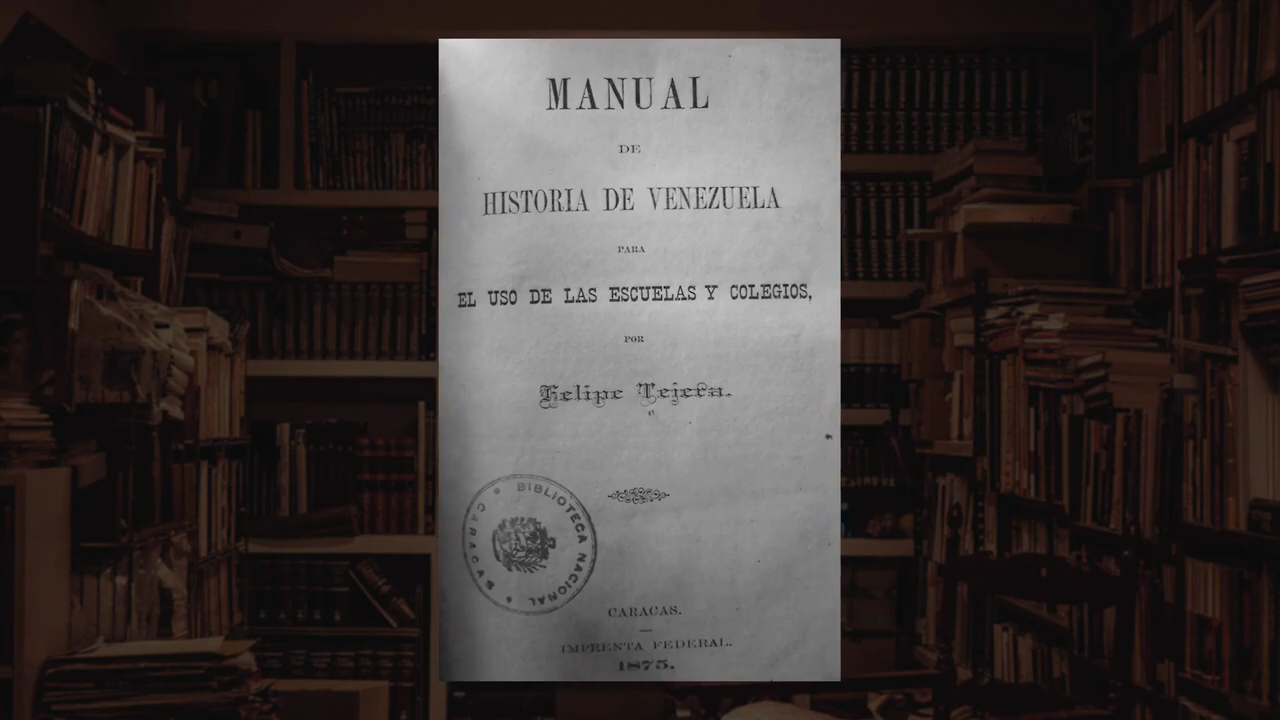 MANUAL
DE
HISTORIA DE VENEZUELA
PARA
EL USO DE LAS ESCUELAS Y COLEGIOS,
POR
Felipe Tejera.
BIBLIOTECA NACIONAL
CARACAS
CARACAS.
IMPRENTA FEDERAL.
1875.